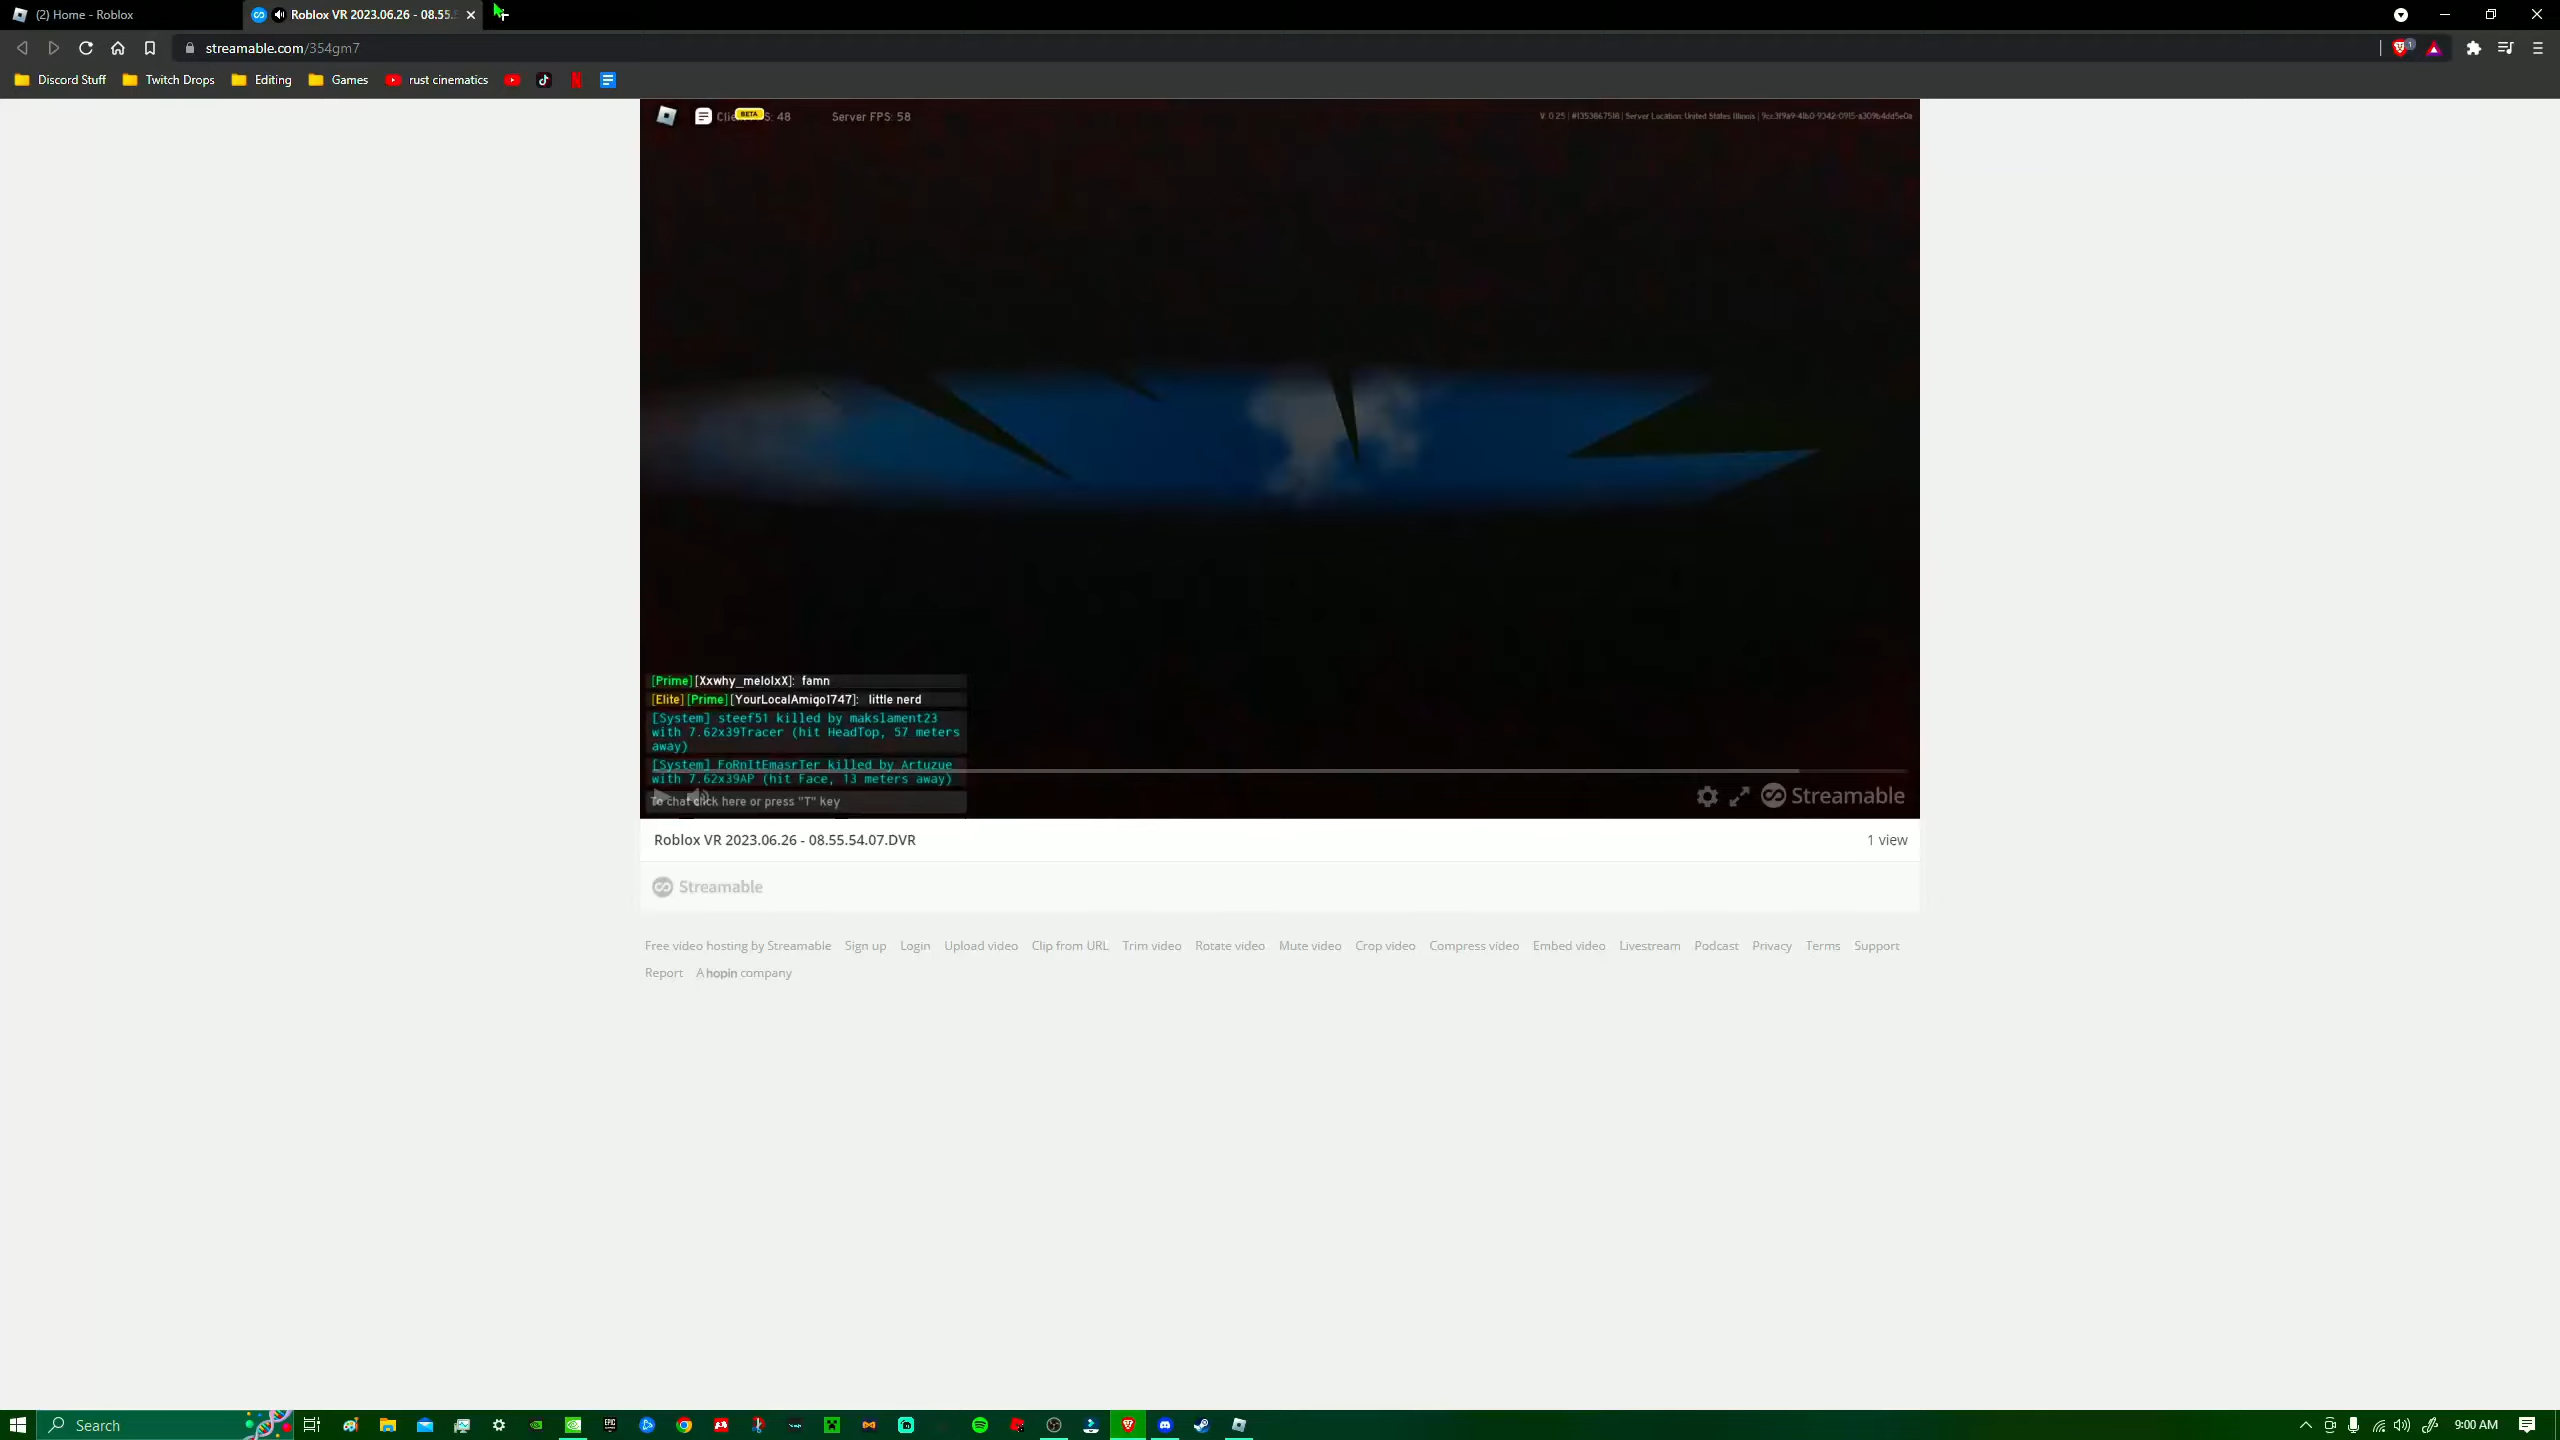 (2) Home - Roblox
Roblox VR 2023.06.26 - 08.55.
streamable.com/354gm7
1
Discord Stuff
Twitch Drops
Editing
Games
rust cinematics
BETA
Server FPS: 58
[Prime][Xxwhy_melolxX]: famn
[Elite][Prime][YourLocalAmigo1747]: little nerd
[System] steef51 killed by makslament23
with 7.62x39Tracer (hit HeadTop, 57 meters
away)
[System] FoRnItEmasrTer killed by Artuzue
with 7.62x39AP (hit Face, 13 meters away)
To chat click here or press "T" key
Streamable
Roblox VR 2023.06.26 - 08.55.54.07.DVR
1 view
Streamable
Free video hosting by Streamable Sign up Login Upload video Clip from URL Trim video Rotate video Mute video Crop video Compress video Embed video Livestream Podcast Privacy Terms Support
Report A hopin company
Search
9:00 AM